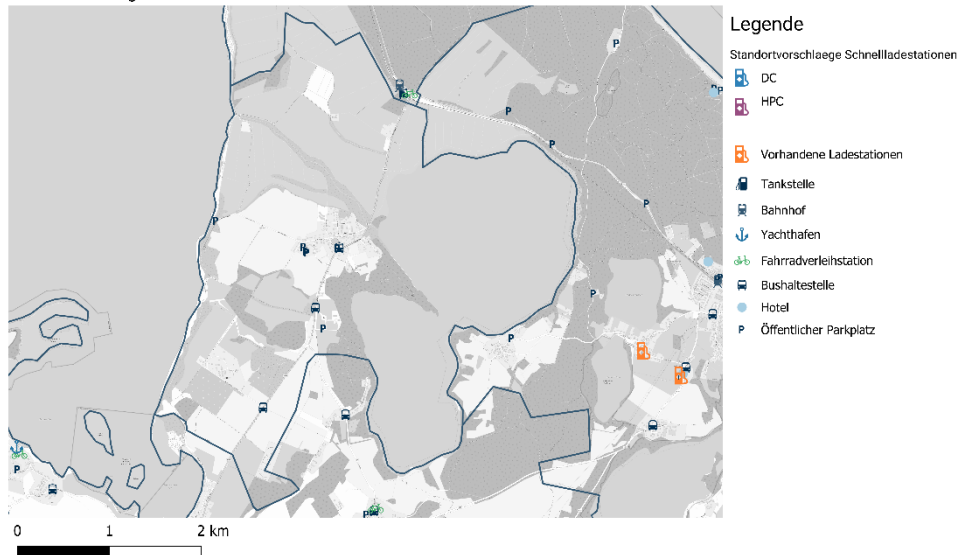 Legende
Standortvorschlaege Schnellladestationen
DC
HPC
Vorhandene Ladestationen
Tankstelle
Bahnhof
Yachthafen
Fahrradverleihstation
Bushaltestelle
Hotel
P Öffentlicher Parkplatz
P
P
P
P
P
P
P
P
P
P
P
0 1 2 km